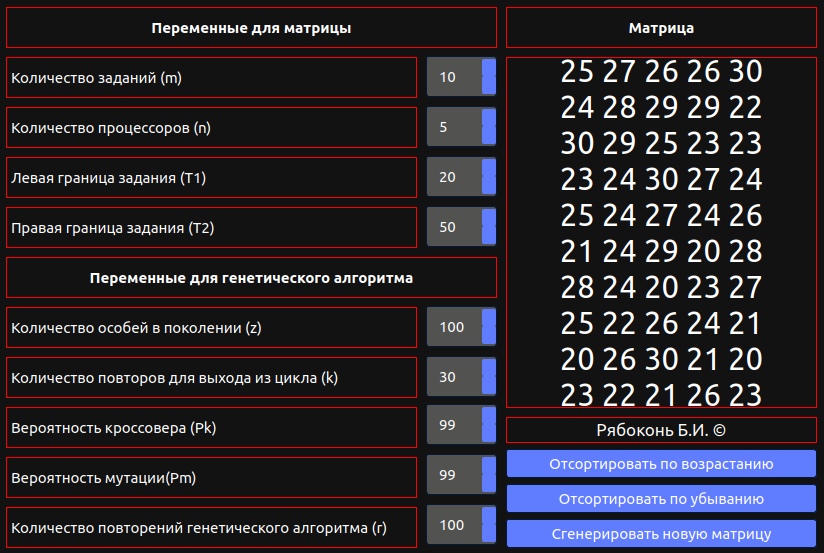 Переменные для матрицы
Количество заданий (m)
10
Количество процессоров (n)
5
Левая граница задания (T1)
20
Правая граница задания (T2)
50
Переменные для генетического алгоритма
Количество особей в поколении (z)
100
Количество повторов для выхода из цикла (k)
30
Вероятность кроссовера (Pk)
99
Вероятность мутации(Pm)
99
Количество повторений генетического алгоритма (r)
100
Матрица
25 27 26 26 30
24 28 29 29 22
30 29 25 23 23
23 24 30 27 24
25 24 27 24 26
21 24 29 20 28
28 24 20 23 27
25 22 26 24 21
20 26 30 21 20
23 22 21 26 23
Рябоконь Б.И. ©
Отсортировать по возрастанию
Отсортировать по убыванию
Сгенерировать новую матрицу